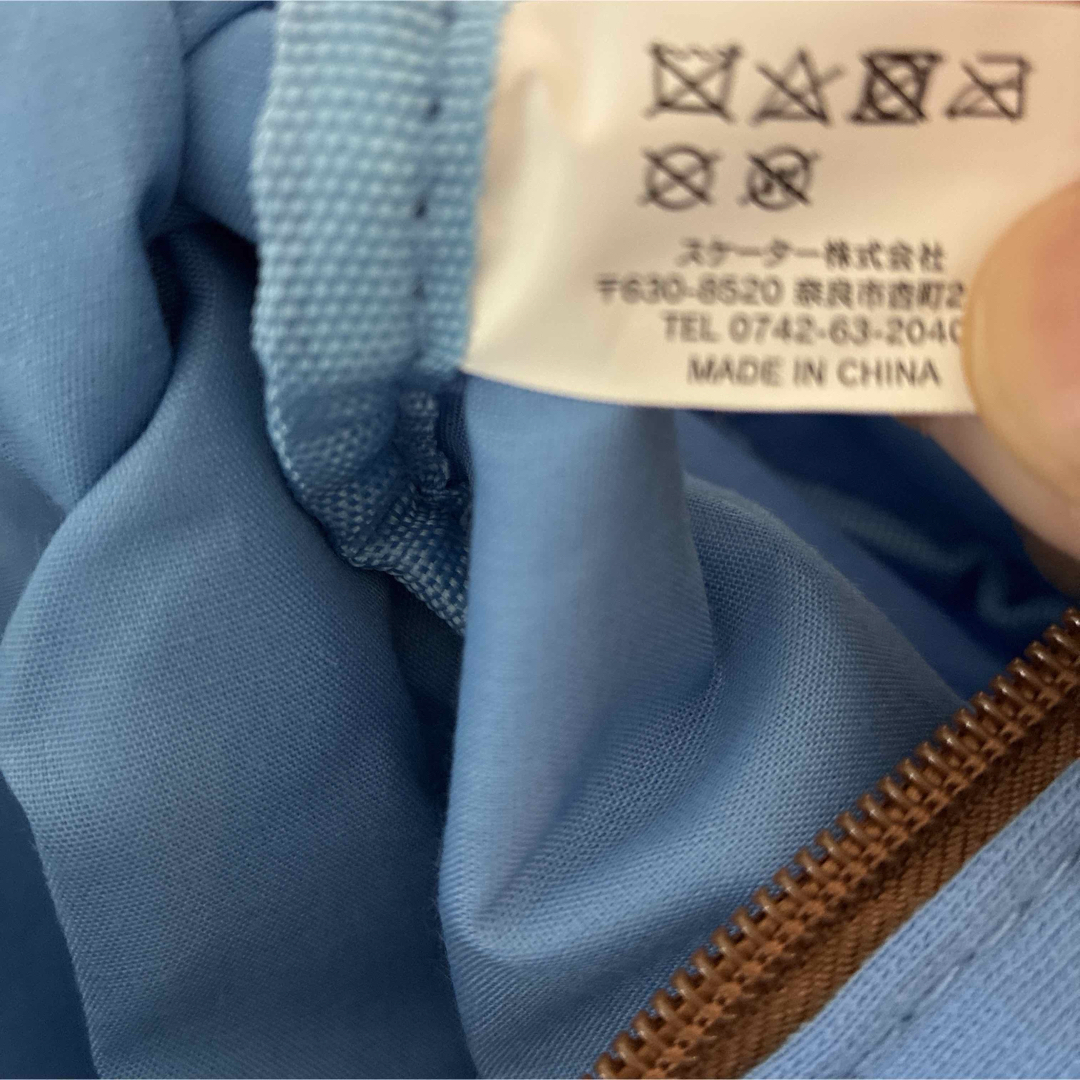 スケーター株式会社
〒630-8520 奈良市杏町2
TEL 0742-63-2040
MADE IN CHINA